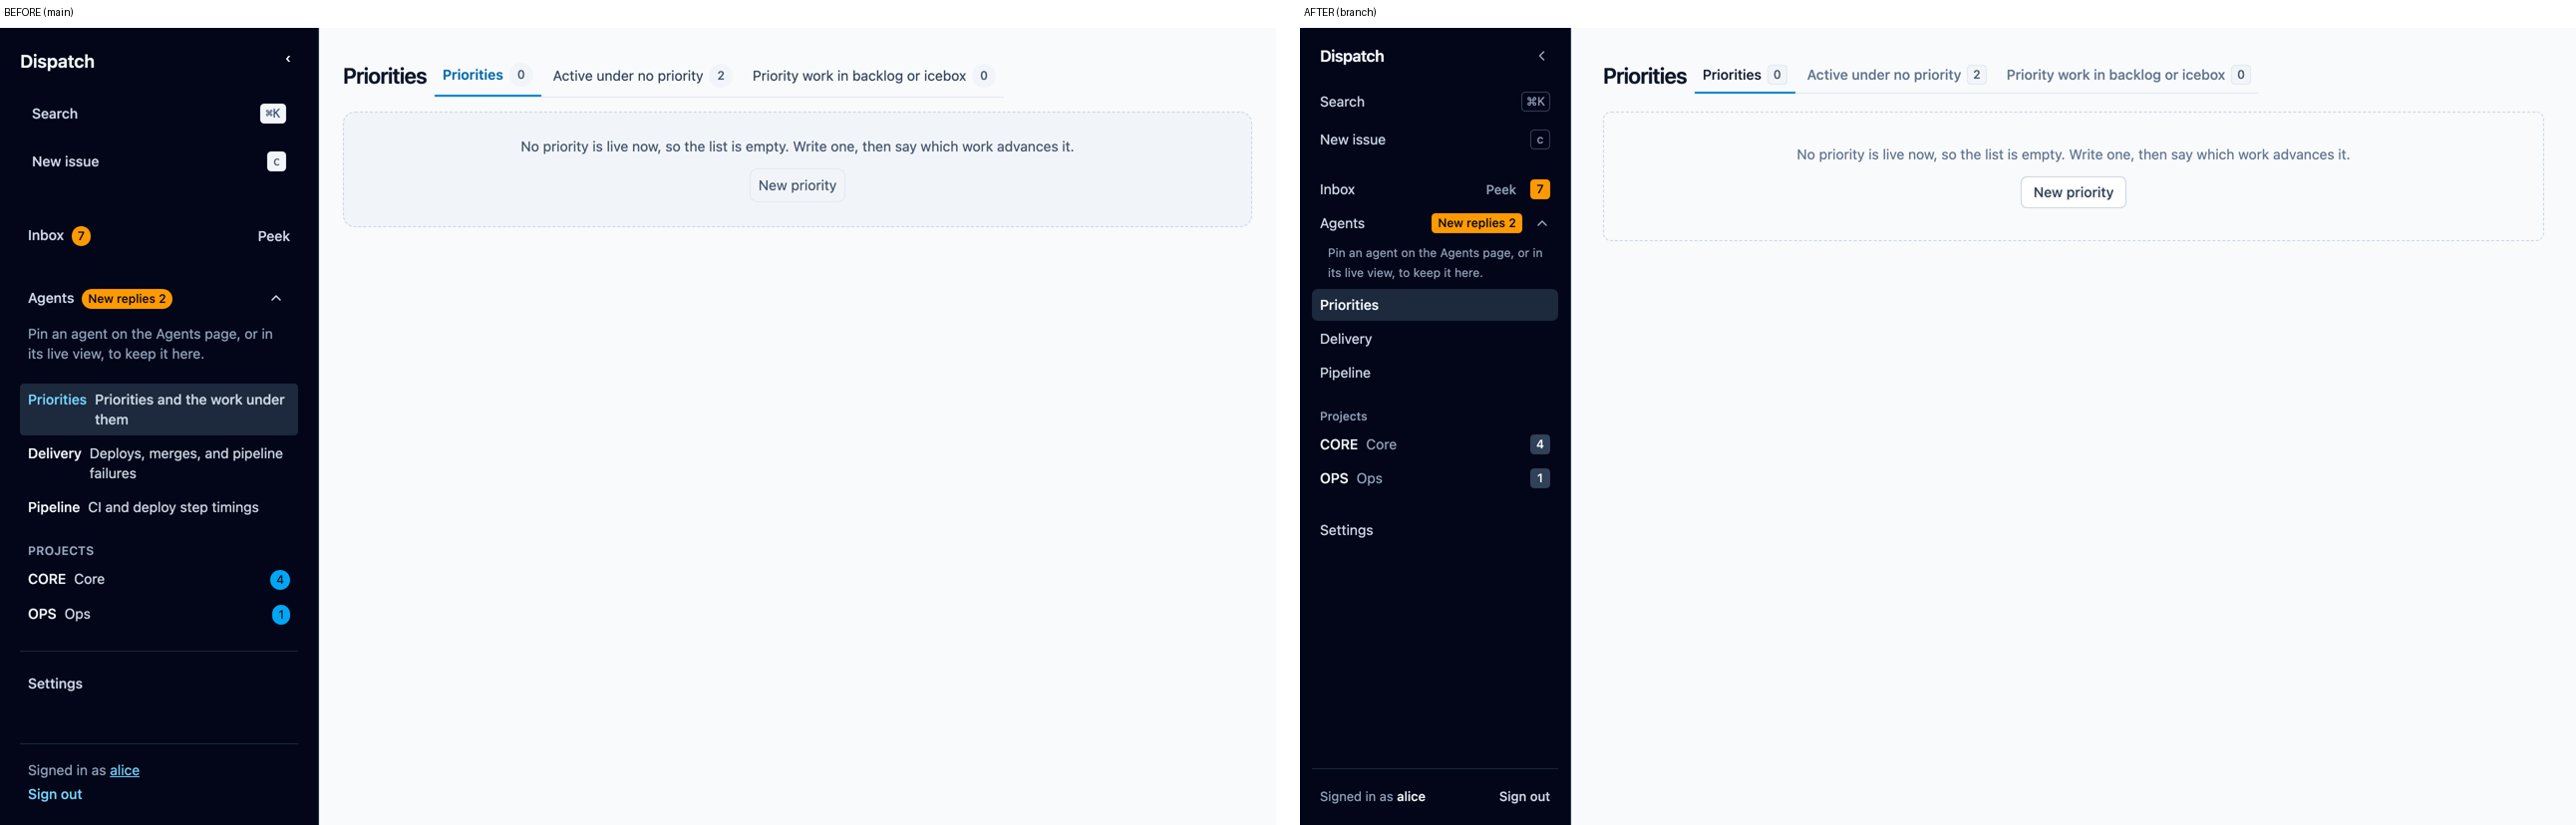 BEFORE (main)
Dispatch
Search ⌘K
New issue c
Inbox 7 Peek
Agents New replies 2
Pin an agent on the Agents page, or in
its live view, to keep it here.
Priorities Priorities and the work under
them
Delivery Deploys, merges, and pipeline
failures
Pipeline CI and deploy step timings
PROJECTS
CORE Core 4
OPS Ops 1
Settings
Signed in as alice
Sign out
Priorities Priorities 0 Active under no priority 2 Priority work in backlog or icebox 0
No priority is live now, so the list is empty. Write one, then say which work advances it.
New priority
AFTER (branch)
Dispatch
Search ⌘K
New issue c
Inbox Peek 7
Agents New replies 2
Pin an agent on the Agents page, or in
its live view, to keep it here.
Priorities
Delivery
Pipeline
Projects
CORE Core 4
OPS Ops 1
Settings
Signed in as alice Sign out
Priorities Priorities 0 Active under no priority 2 Priority work in backlog or icebox 0
No priority is live now, so the list is empty. Write one, then say which work advances it.
New priority